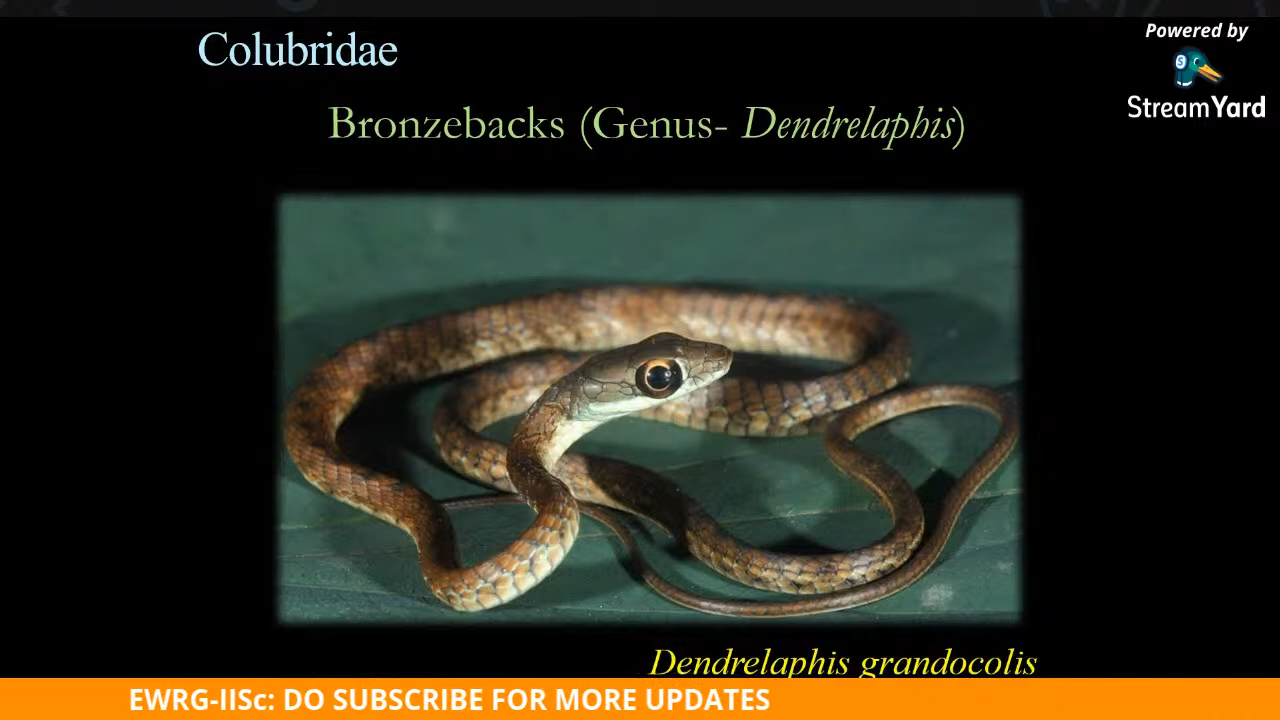 Colubridae
Powered by
StreamYard
Bronzebacks (Genus- Dendrelaphis)
Dendrelaphis grandocolis
EWRG-IISc: DO SUBSCRIBE FOR MORE UPDATES